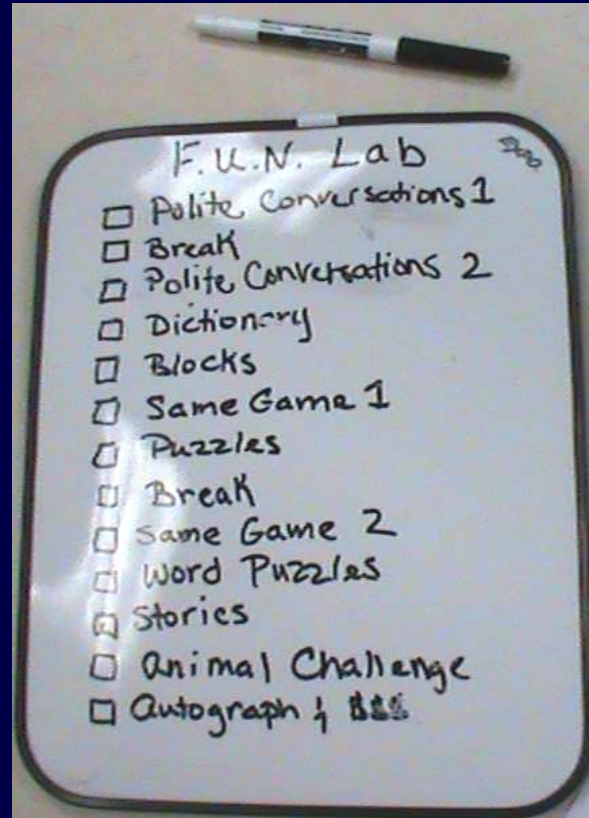 F.U.N. Lab
Polite Conversations 1
Break
Polite Conversations 2
Dictionary
Blocks
Same Game 1
Puzzles
Break
Same Game 2
Word Puzzles
Stories
Animal Challenge
Autograph & $$$